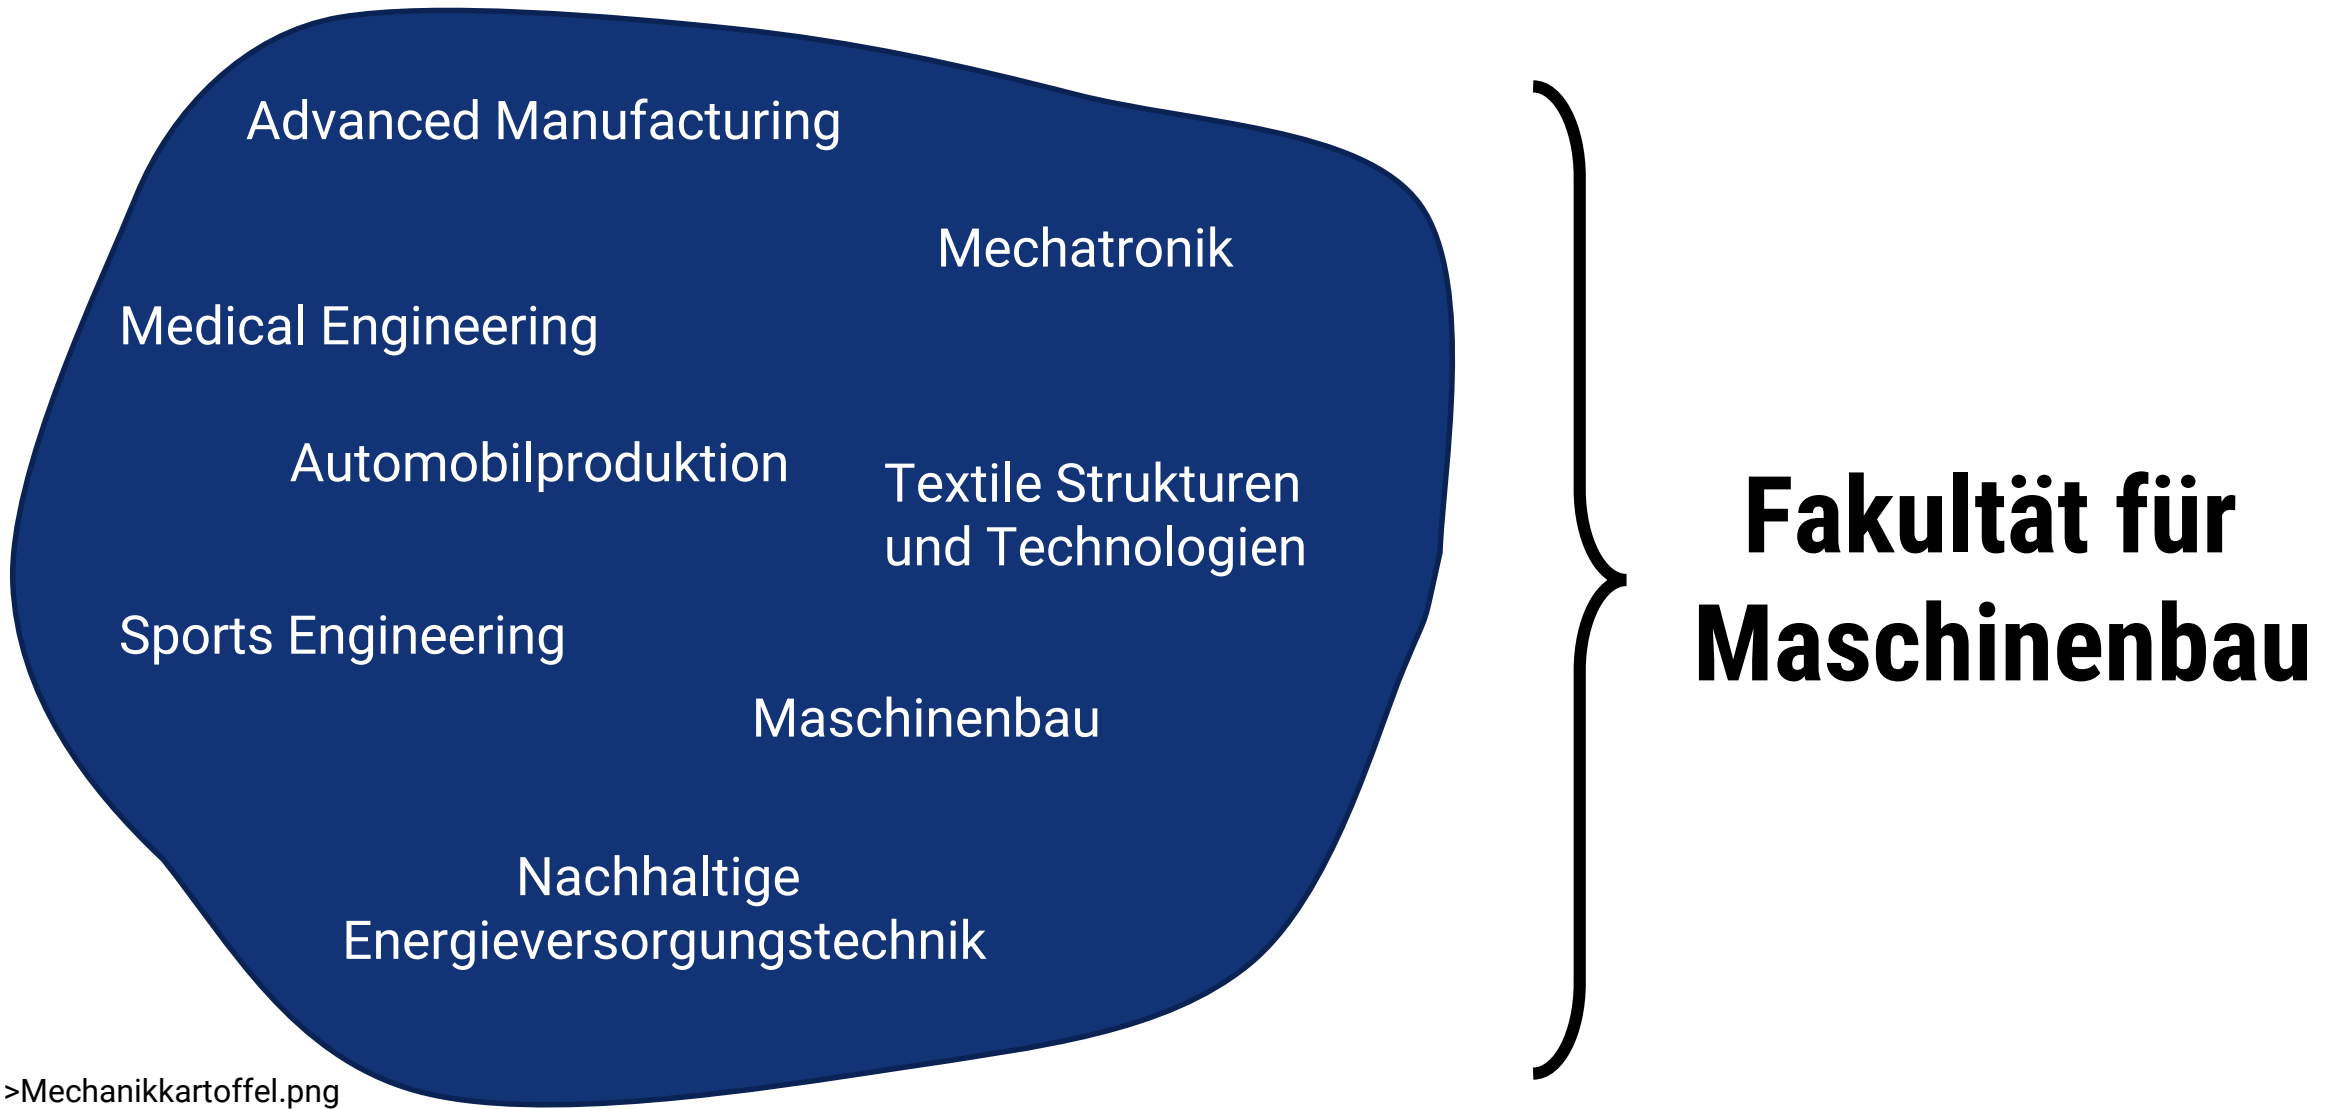 Advanced Manufacturing
Mechatronik
Medical Engineering
Automobilproduktion
Textile Strukturen
und Technologien
Sports Engineering
Maschinenbau
Nachhaltige
Energieversorgungstechnik
Fakultät für
Maschinenbau
>Mechanikkartoffel.png